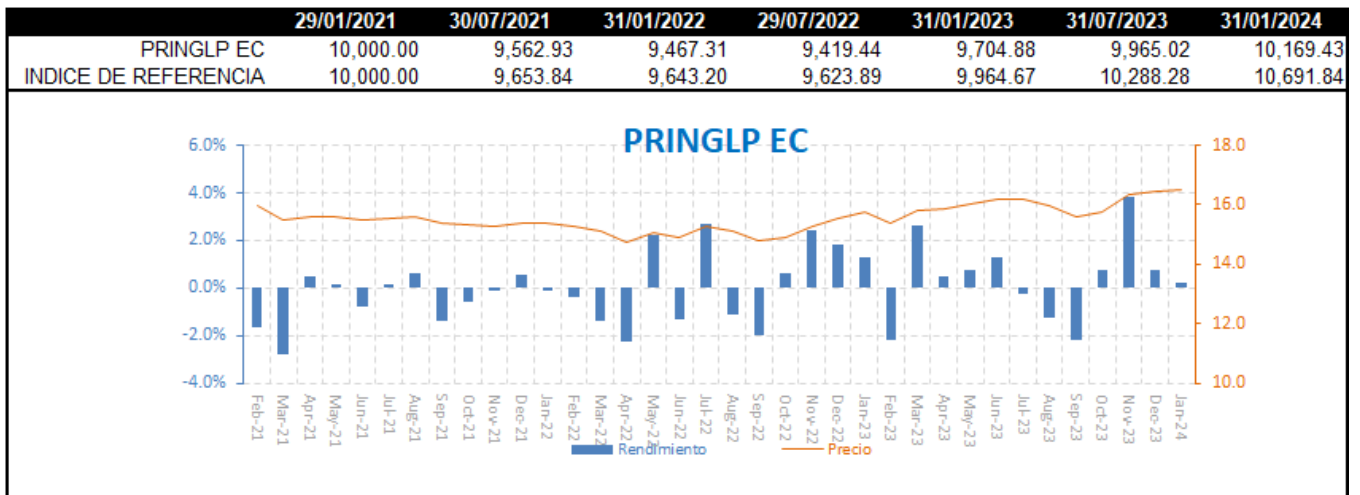 29/01/2021 30/07/2021 31/01/2022 29/07/2022 31/01/2023 31/07/2023 31/01/2024
PRINGLP EC 10,000.00 9,562.93 9,467.31 9,419.44 9,704.88 9,965.02 10,169.43
INDICE DE REFERENCIA 10,000.00 9,653.84 9,643.20 9,623.89 9,964.67 10,288.28 10,691.84
PRINGLP EC
6.0% 18.0
4.0% 16.0
2.0%
14.0
0.0%
-2.0% 12.0
-4.0% 10.0
Feb-21 Mar-21 Apr-21 May-21 Jun-21 Jul-21 Aug-21 Sep-21 Oct-21 Nov-21 Dec-21 Jan-22 Feb-22 Mar-22 Apr-22 May-22 Jun-22 Jul-22 Aug-22 Sep-22 Oct-22 Nov-22 Dec-22 Jan-23 Feb-23 Mar-23 Apr-23 May-23 Jun-23 Jul-23 Aug-23 Sep-23 Oct-23 Nov-23 Dec-23 Jan-24
Rendimiento Precio